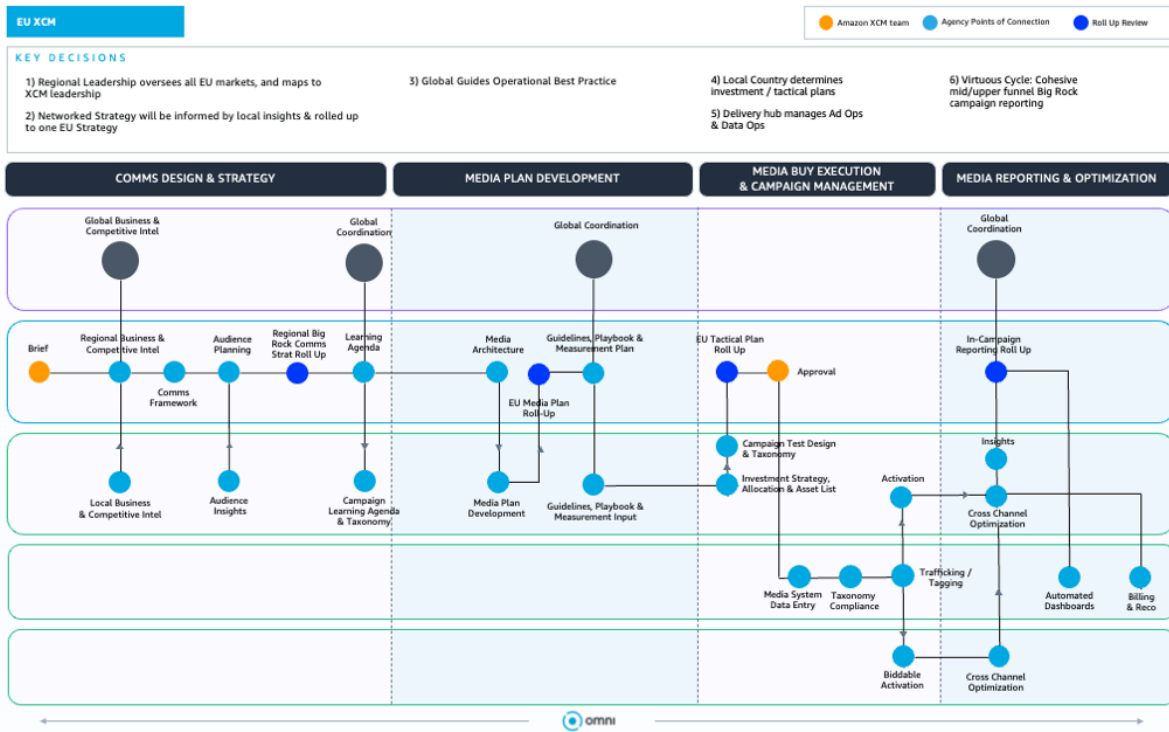 EU XCM
Amazon XCM team
Agency Points of Connection
Roll Up Review
KEY DECISIONS
1) Regional Leadership oversees all EU markets, and maps to
XCM leadership
2) Networked Strategy will be informed by local insights & rolled up
to one EU Strategy
3) Global Guides Operational Best Practice
4) Local Country determines
investment / tactical plans
5) Delivery hub manages Ad Ops
& Data Ops
6) Virtuous Cycle: Cohesive
mid/upper funnel Big Rock
campaign reporting
COMMS DESIGN & STRATEGY
MEDIA PLAN DEVELOPMENT
MEDIA BUY EXECUTION
& CAMPAIGN MANAGEMENT
MEDIA REPORTING & OPTIMIZATION
Global Business &
Competitive Intel
Global
Coordination
Global Coordination
Global
Coordination
Brief
Regional Business &
Competitive Intel
Comms
Framework
Audience
Planning
Regional Big
Rock Comms
Strat Roll Up
Learning
Agenda
Media
Architecture
EU Media Plan
Roll-Up
Guidelines, Playbook &
Measurement Plan
EU Tactical Plan
Roll Up
Approval
In-Campaign
Reporting Roll Up
Local Business
& Competitive Intel
Audience
Insights
Campaign
Learning Agenda
& Taxonomy
Media Plan
Development
Guidelines, Playbook &
Measurement Input
Campaign Test Design
& Taxonomy
Investment Strategy,
Allocation & Asset List
Activation
Insights
Cross Channel
Optimization
Media System
Data Entry
Taxonomy
Compliance
Trafficking /
Tagging
Automated
Dashboards
Billing
& Reco
Biddable
Activation
Cross Channel
Optimization
omni